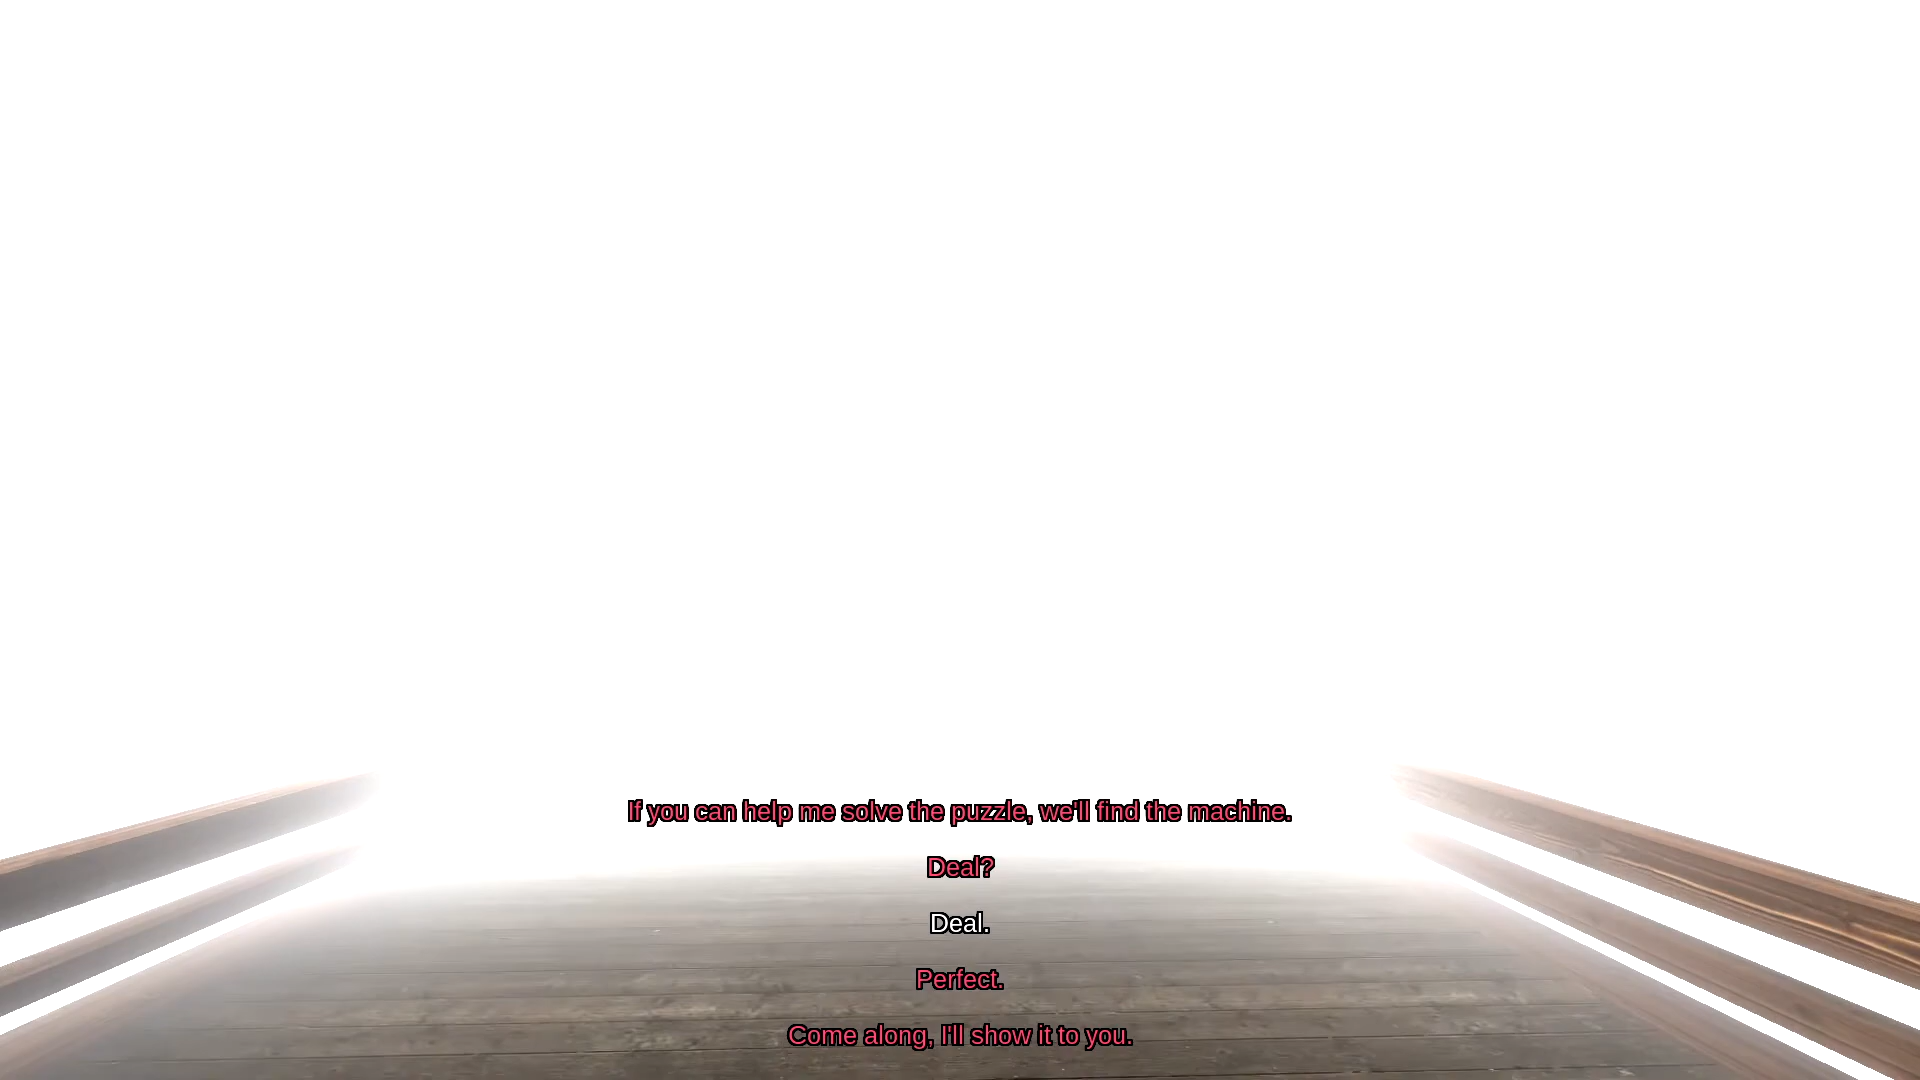 If you can help me solve the puzzle, we'll find the machine.
Deal?
Deal.
Perfect.
Come along, I'll show it to you.